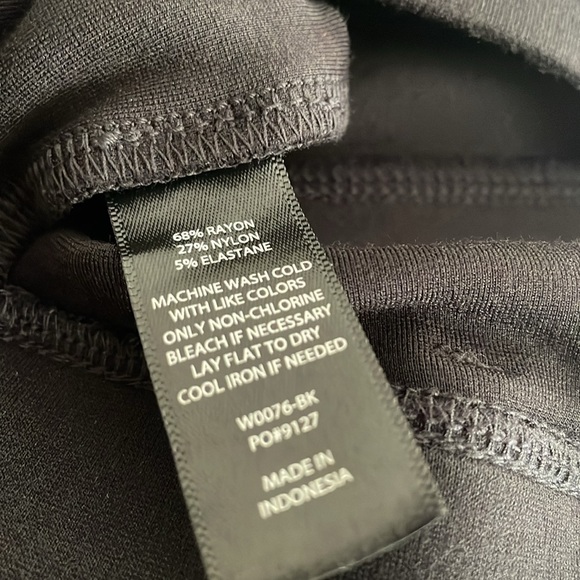 68% RAYON
27% NYLON
5% ELASTANE
MACHINE WASH COLD
WITH LIKE COLORS
ONLY NON-CHLORINE
BLEACH IF NECESSARY
LAY FLAT TO DRY
COOL IRON IF NEEDED
W0076-BK
PO#9127
MADE IN
INDONESIA